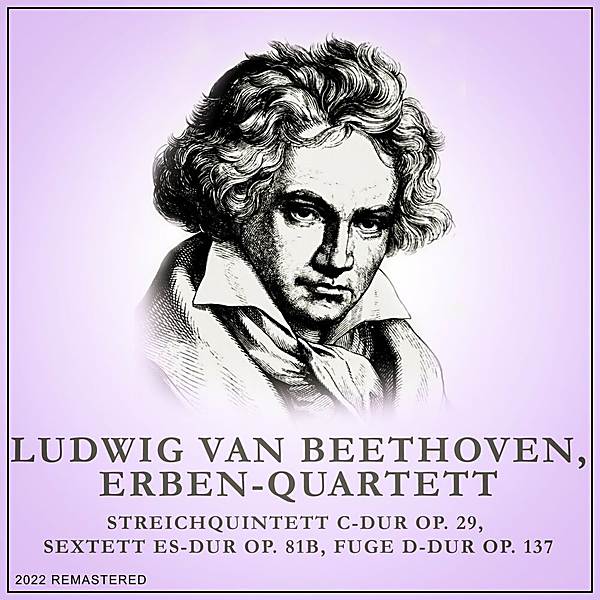 LUDWIG VAN BEETHOVEN,
ERBEN-QUARTETT
STREICHQUINTETT C-DUR OP. 29,
SEXTETT ES-DUR OP. 81B, FUGE D-DUR OP. 137
2022 REMASTERED